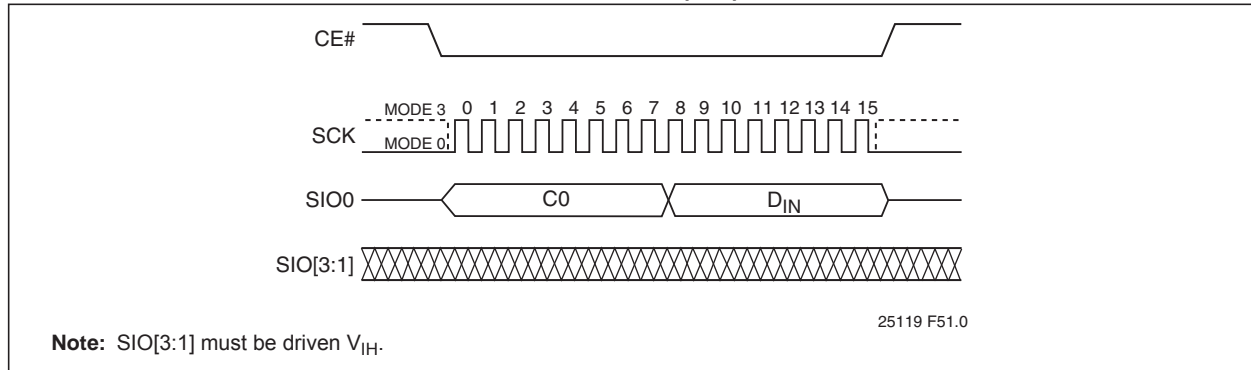 CE#
MODE 3 0 1 2 3 4 5 6 7 8 9 10 11 12 13 14 15
SCK
MODE 0
SIO0 C0 DIN
SIO[3:1]
25119 F51.0
Note: SIO[3:1] must be driven VIH.